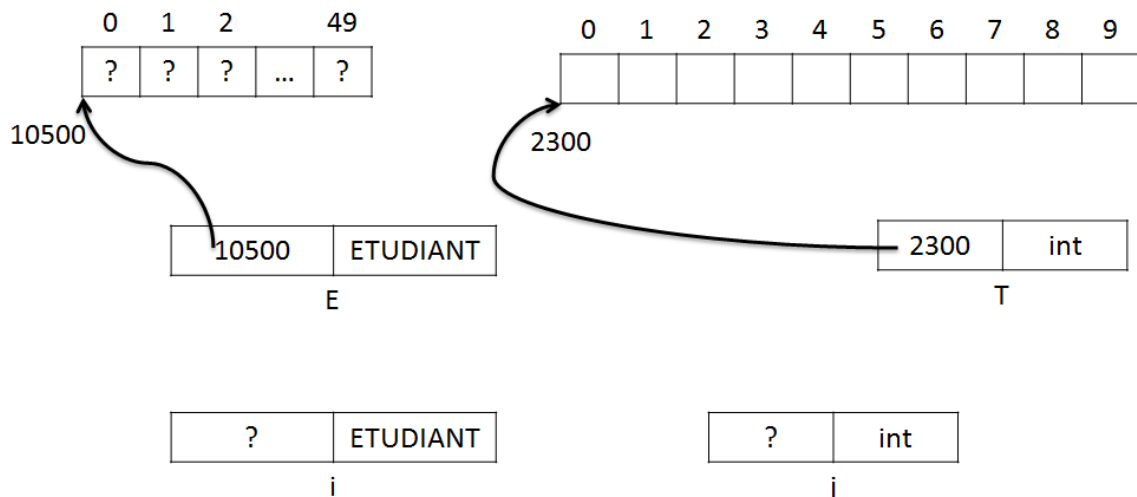 0 1 2 49
? ? ? ... ?
10500
0 1 2 3 4 5 6 7 8 9
2300
10500 ETUDIANT
E
2300 int
T
? ETUDIANT
i
? int
j